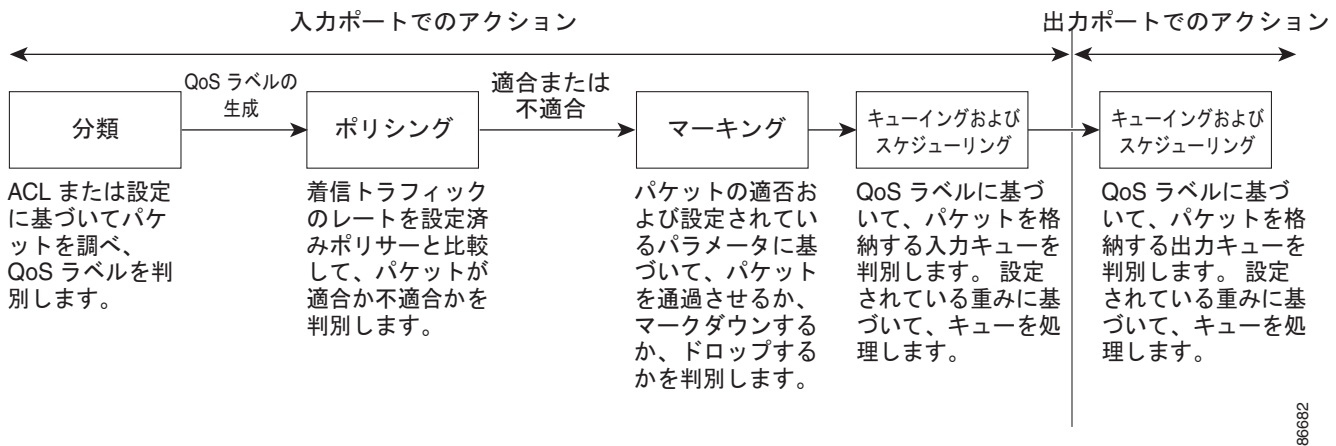 入力ポートでのアクション
出力ポートでのアクション
QoS ラベルの
生成
適合または
不適合
分類
ポリシング
マーキング
キューイングおよび
スケジューリング
キューイングおよび
スケジューリング
ACL または設定
に基づいてパケ
ットを調べ、
QoS ラベルを判
別します。
着信トラフィック
のレートを設定済
みポリサーと比較
して、パケットが
適合か不適合かを
判別します。
パケットの適否お
よび設定されてい
るパラメータに基
づいて、パケット
を通過させるか、
マークダウンする
か、ドロップする
かを判別します。
QoS ラベルに基づ
いて、パケットを格
納する入力キューを
判別します。 設定
されている重みに基
づいて、キューを処
理します。
QoS ラベルに基づ
いて、パケットを格
納する出力キューを
判別します。 設定
されている重みに基
づいて、キューを処
理します。
86682